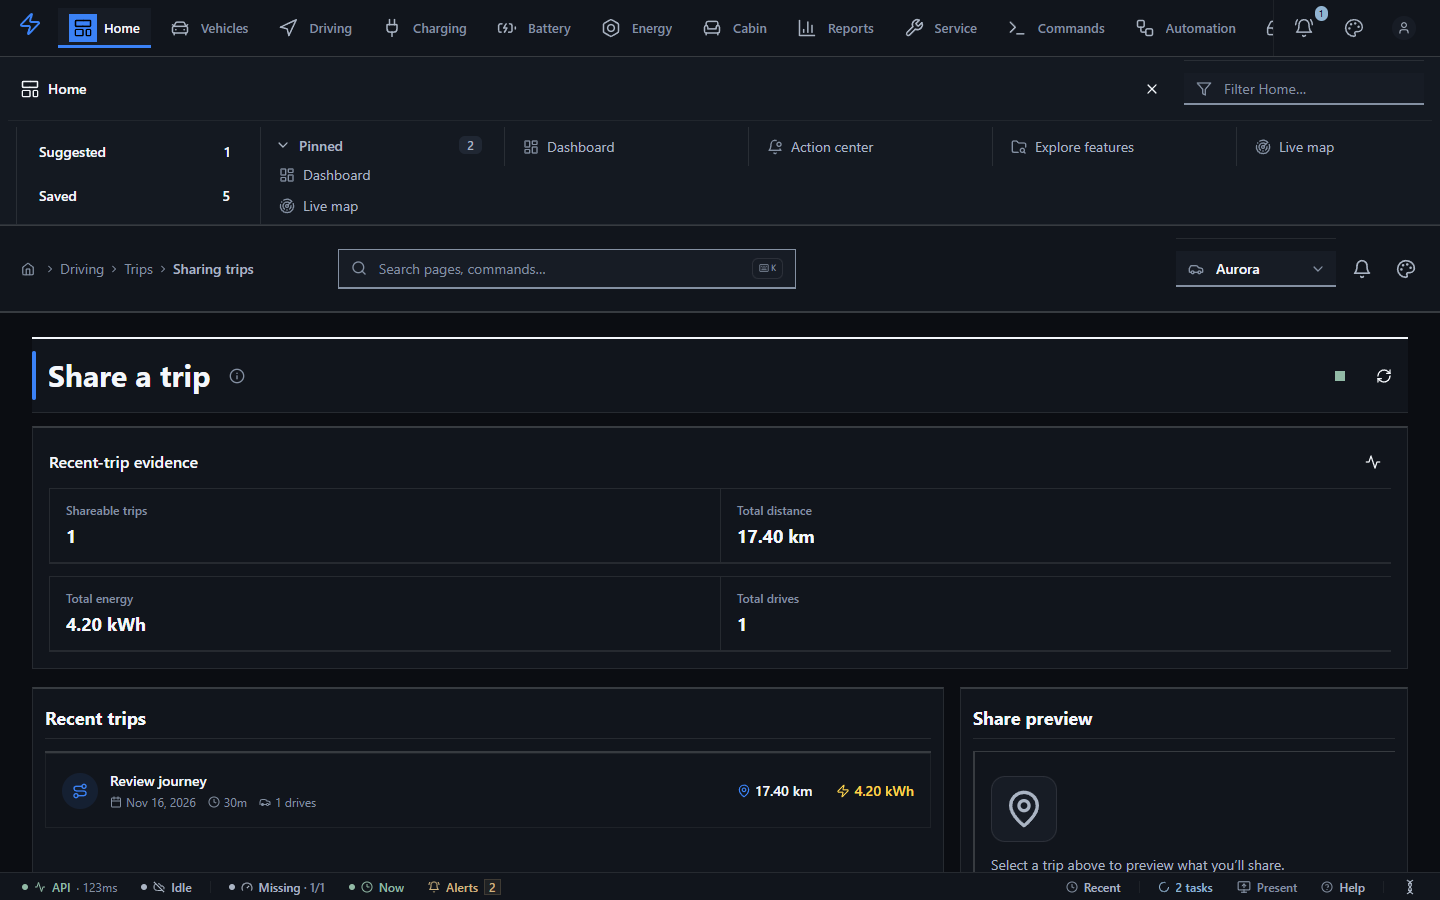 Home Vehicles Driving Charging Battery Energy Cabin Reports Service Commands Automation 1
Home Filter Home...
Suggested 1
Saved 5
Pinned 2
Dashboard
Live map
Dashboard
Action center
Explore features
Live map
Driving Trips Sharing trips
Search pages, commands... K
Aurora
Share a trip
Recent-trip evidence
Shareable trips
1
Total distance
17.40 km
Total energy
4.20 kWh
Total drives
1
Recent trips
Review journey
Nov 16, 2026 30m 1 drives
17.40 km 4.20 kWh
Share preview
Select a trip above to preview what you’ll share.
API · 123ms Idle Missing · 1/1 Now Alerts 2 Recent 2 tasks Present Help